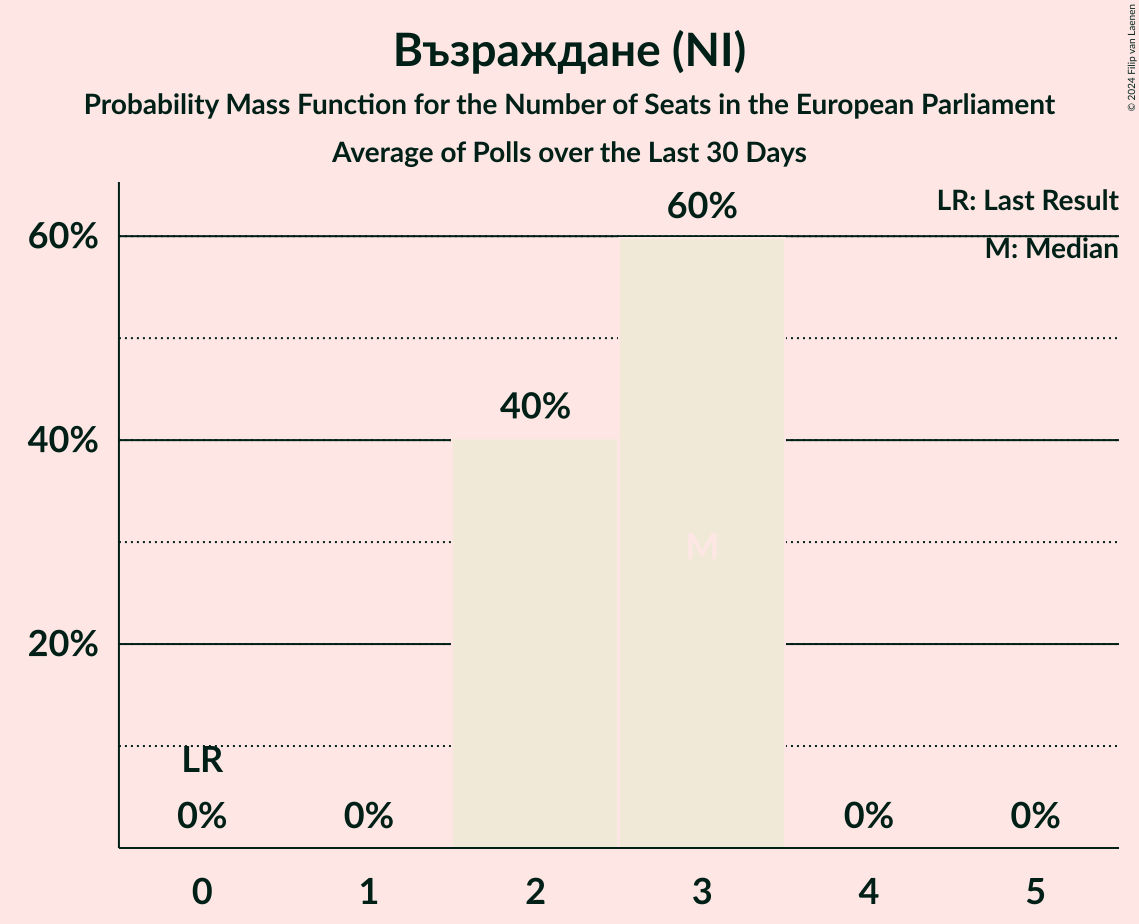 Възраждане (NI)
Probability Mass Function for the Number of Seats in the European Parliament
Average of Polls over the Last 30 Days
© 2024 Filip van Laenen
LR: Last Result
M: Median
60%
40%
20%
60%
40%
M
LR
0%
0%
0%
0%
0 1 2 3 4 5